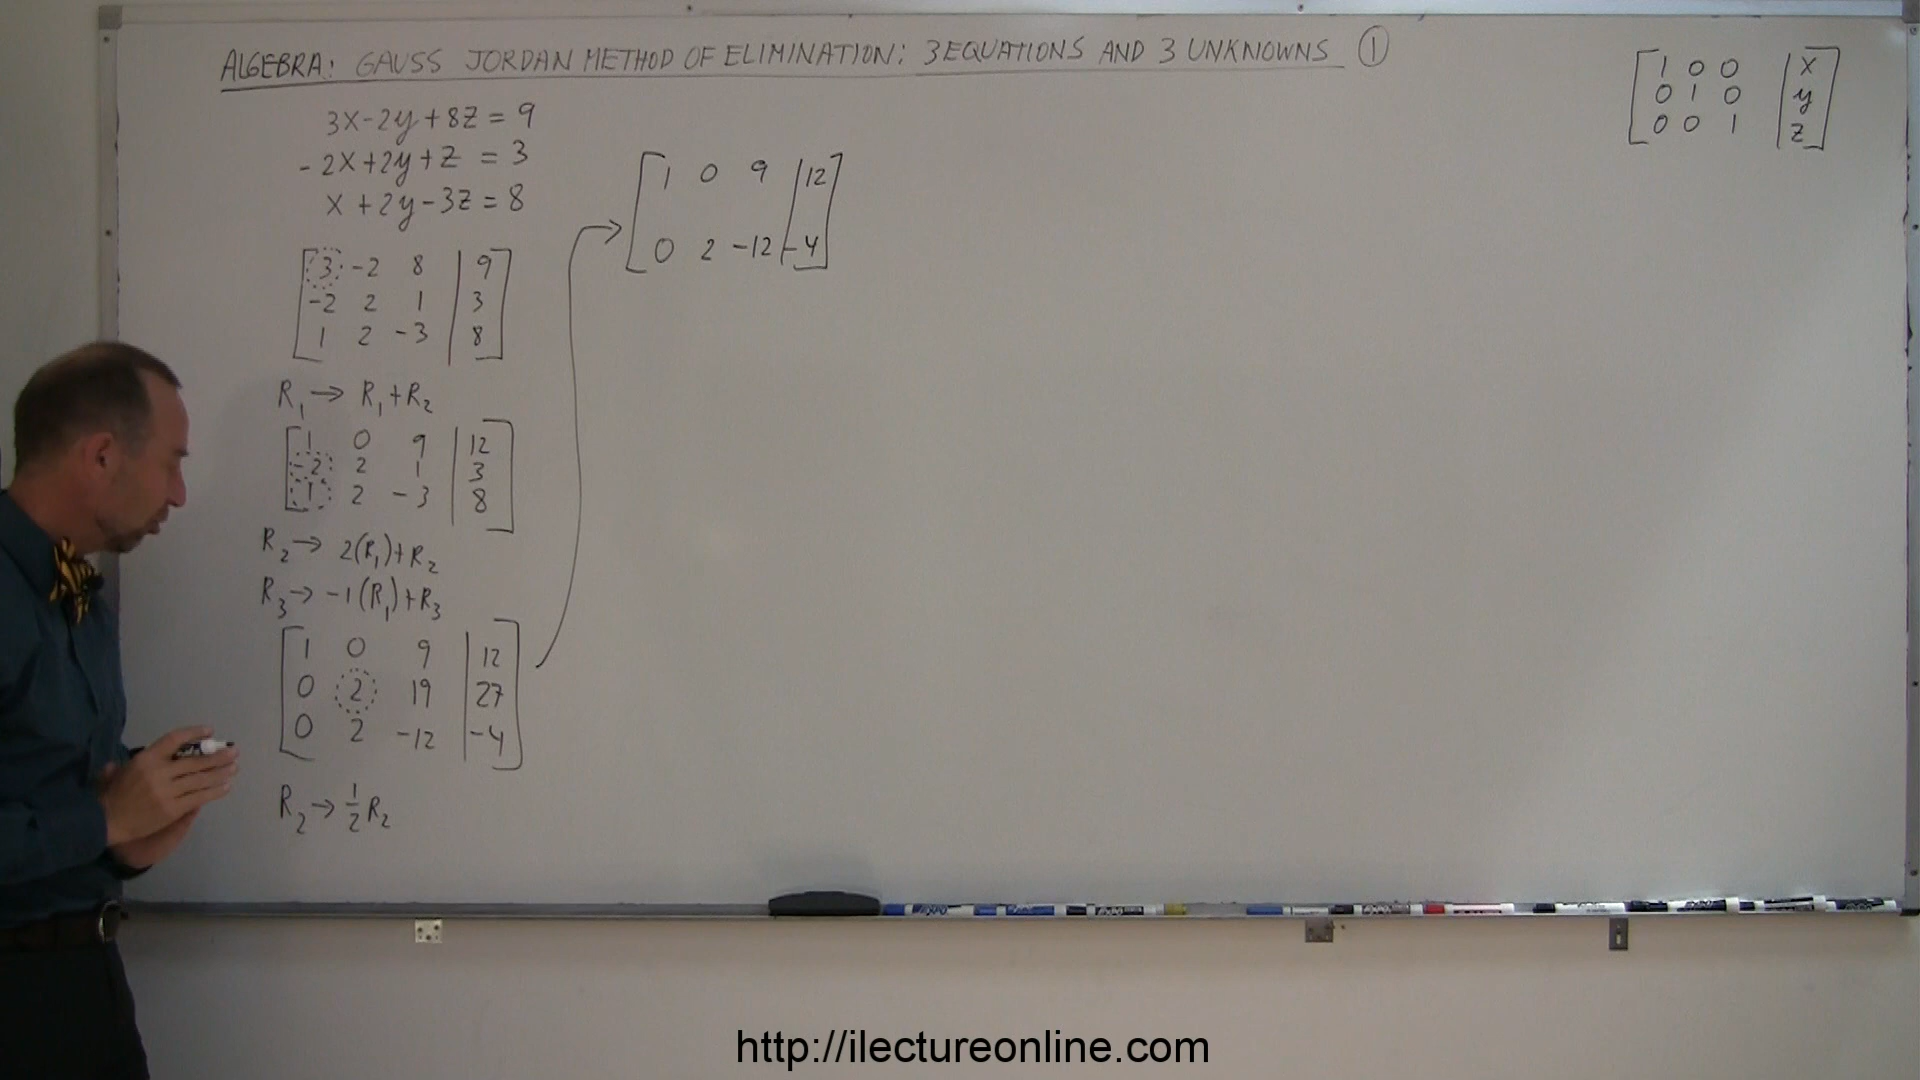 ALGEBRA: GAUSS JORDAN METHOD OF ELIMINATION: 3 EQUATIONS AND 3 UNKNOWNS ①
3x-2y+8z = 9
-2x+2y+z = 3
x+2y-3z = 8
3 -2 8 | 9
-2 2 1 | 3
1 2 -3 | 8
R₁ → R₁+R₂
1 0 9 | 12
-2 2 1 | 3
1 2 -3 | 8
R₂ → 2(R₁)+R₂
R₃ → -1(R₁)+R₃
1 0 9 | 12
0 2 19 | 27
0 2 -12 | -4
R₂ → 1/2 R₂
1 0 9 | 12
0 2 -12 | -4
1 0 0 | x
0 1 0 | y
0 0 1 | z
http://ilectureonline.com